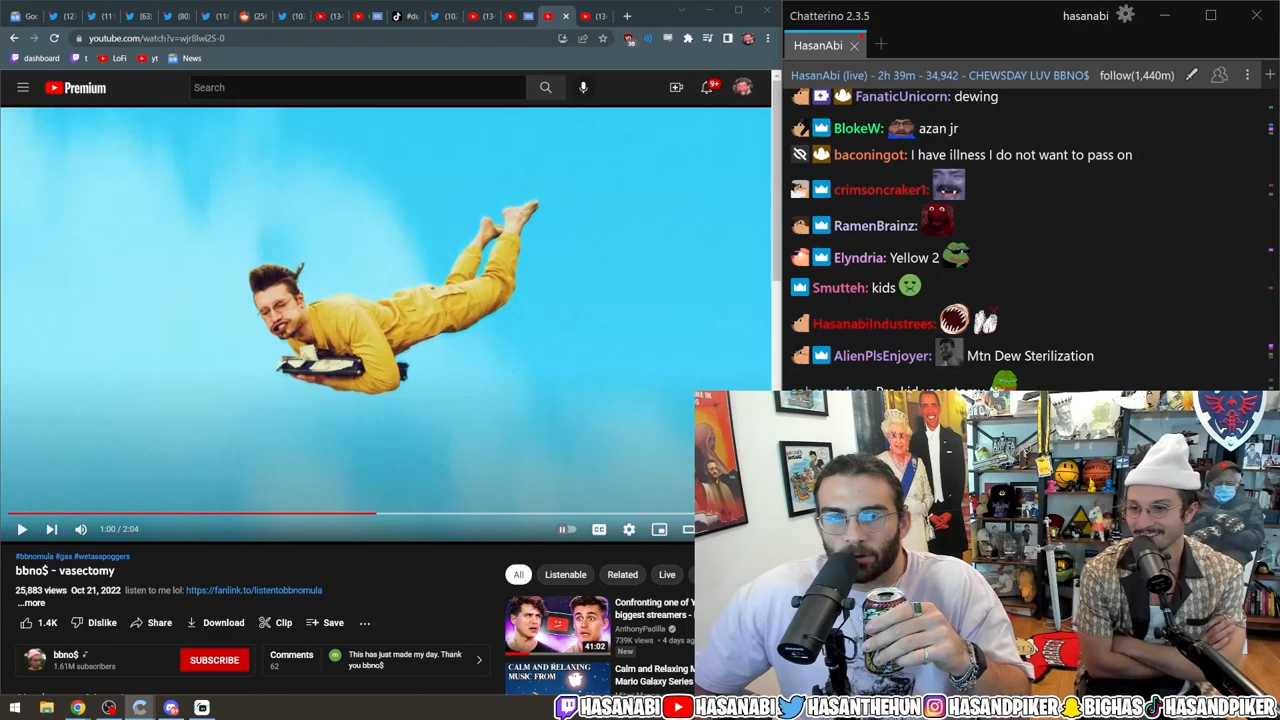 Goo
youtube.com/watch?v=wjr8lwi2S-0
dashboard
t
LoFi
yt
News
Premium
Search
9+
1:00 / 2:04
#bbnomula #gas #wetasspoggers
bbno$ - vasectomy
25,883 views Oct 21, 2022 listen to me lol: https://fanlink.to/listentobbnomula
...more
1.4K
Dislike
Share
Download
Clip
Save
bbno$
1.61M subscribers
SUBSCRIBE
Comments
62
This has just made my day. Thank
you bbno$
All
Listenable
Related
Live
Confronting one of Y
biggest streamers -
AnthonyPadilla
739K views • 4 days ag
New
41:02
CALM AND RELAXING
MUSIC FROM
Calm and Relaxing
Mario Galaxy Series
Chatterino 2.3.5
hasanabi
HasanAbi
HasanAbi (live) - 2h 39m - 34,942 - CHEWSDAY LUV BBNO$
follow(1,440m)
FanaticUnicorn: dewing
BlokeW: azan jr
baconingot: I have illness I do not want to pass on
crimsoncraker1:
RamenBrainz:
Elyndria: Yellow 2
Smutteh: kids
HasanabiIndustrees:
AlienPlsEnjoyer: Mtn Dew Sterilization
HASANABI
HASANABI
HASANTHEHUN
HASANDPIKER
BIGHAS
HASANDPIKER